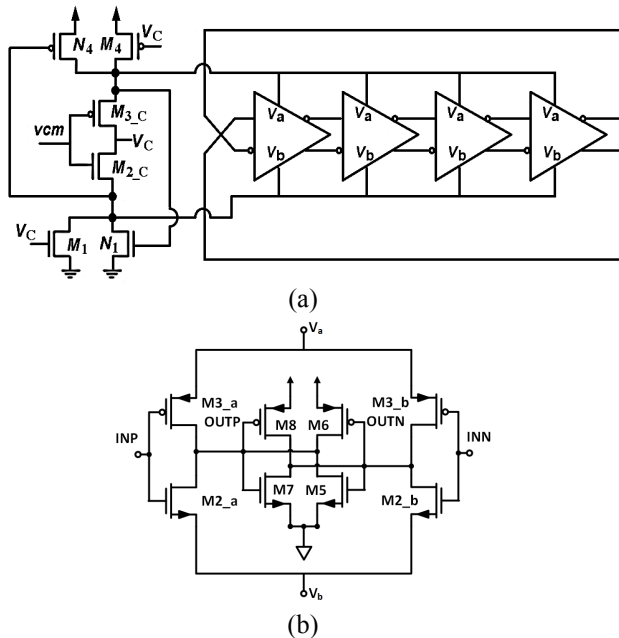 N4 M4 VC
M3_C
vcm
VC
M2_C
VC
M1 N1
Va Va Va Va
Vb Vb Vb Vb
(a)
Va
M3_a M3_b
OUTP M8 M6 OUTN
INP INN
M7 M5
M2_a M2_b
Vb
(b)